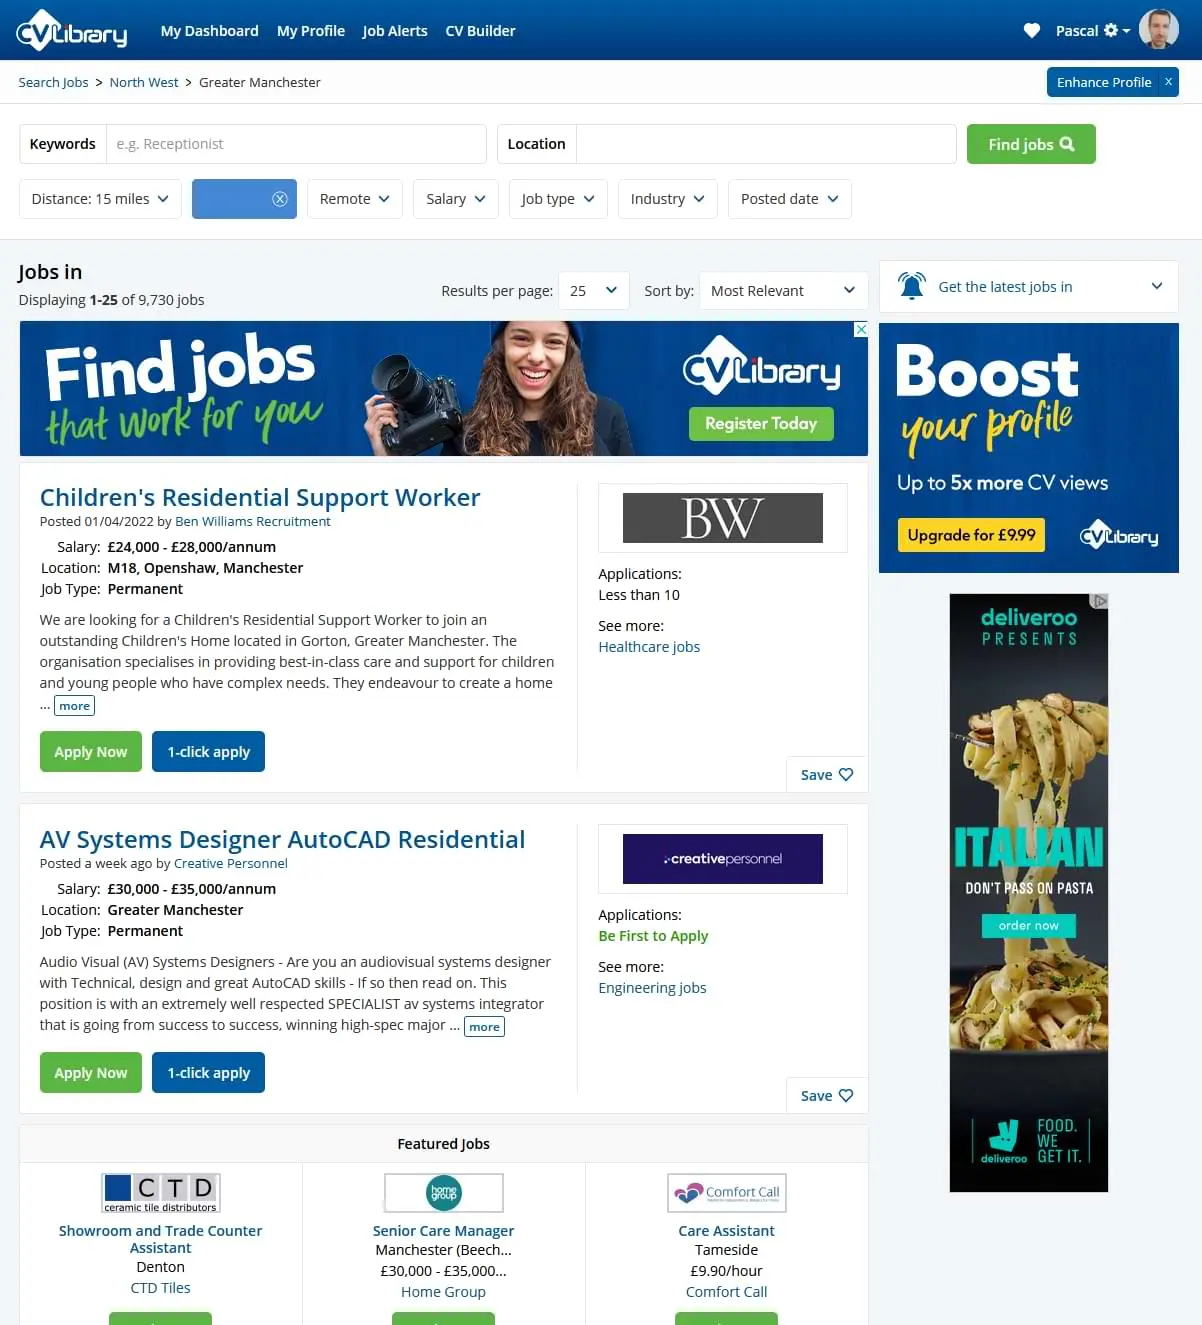 CVLibrary
My Dashboard My Profile Job Alerts CV Builder
Pascal
Search Jobs > North West > Greater Manchester
Enhance Profile x
Keywords e.g. Receptionist
Location
Find jobs
Distance: 15 miles
Remote
Salary
Job type
Industry
Posted date
Jobs in
Displaying 1-25 of 9,730 jobs
Results per page: 25
Sort by: Most Relevant
Get the latest jobs in
Find jobs
that work for you
CVLibrary
Register Today
Boost
your profile
Up to 5x more CV views
Upgrade for £9.99
CVLibrary
Children's Residential Support Worker
Posted 01/04/2022 by Ben Williams Recruitment
Salary: £24,000 - £28,000/annum
Location: M18, Openshaw, Manchester
Job Type: Permanent
We are looking for a Children's Residential Support Worker to join an
outstanding Children's Home located in Gorton, Greater Manchester. The
organisation specialises in providing best-in-class care and support for children
and young people who have complex needs. They endeavour to create a home
... more
Apply Now 1-click apply
BW
Applications:
Less than 10
See more:
Healthcare jobs
Save
AV Systems Designer AutoCAD Residential
Posted a week ago by Creative Personnel
Salary: £30,000 - £35,000/annum
Location: Greater Manchester
Job Type: Permanent
Audio Visual (AV) Systems Designers - Are you an audiovisual systems designer
with Technical, design and great AutoCAD skills - If so then read on. This
position is with an extremely well respected SPECIALIST av systems integrator
that is going from success to success, winning high-spec major ... more
Apply Now 1-click apply
creativepersonnel
Applications:
Be First to Apply
See more:
Engineering jobs
Save
deliveroo
PRESENTS
ITALIAN
DON'T PASS ON PASTA
order now
deliveroo
FOOD.
WE
GET IT.
Featured Jobs
CTD
ceramic tile distributors
Showroom and Trade Counter
Assistant
Denton
CTD Tiles
home
group
Senior Care Manager
Manchester (Beech...
£30,000 - £35,000...
Home Group
Comfort Call
Care Assistant
Tameside
£9.90/hour
Comfort Call